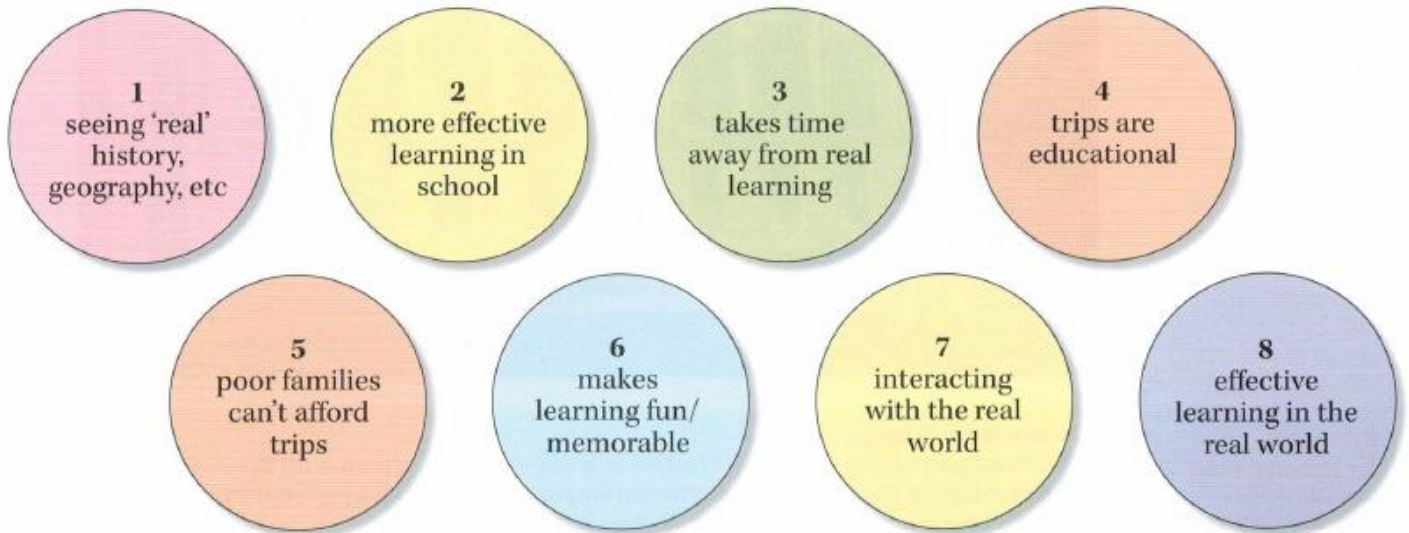 1
seeing ‘real’
history,
geography, etc
2
more effective
learning in
school
3
takes time
away from real
learning
4
trips are
educational
5
poor families
can’t afford
trips
6
makes
learning fun/
memorable
7
interacting
with the real
world
8
effective
learning in the
real world